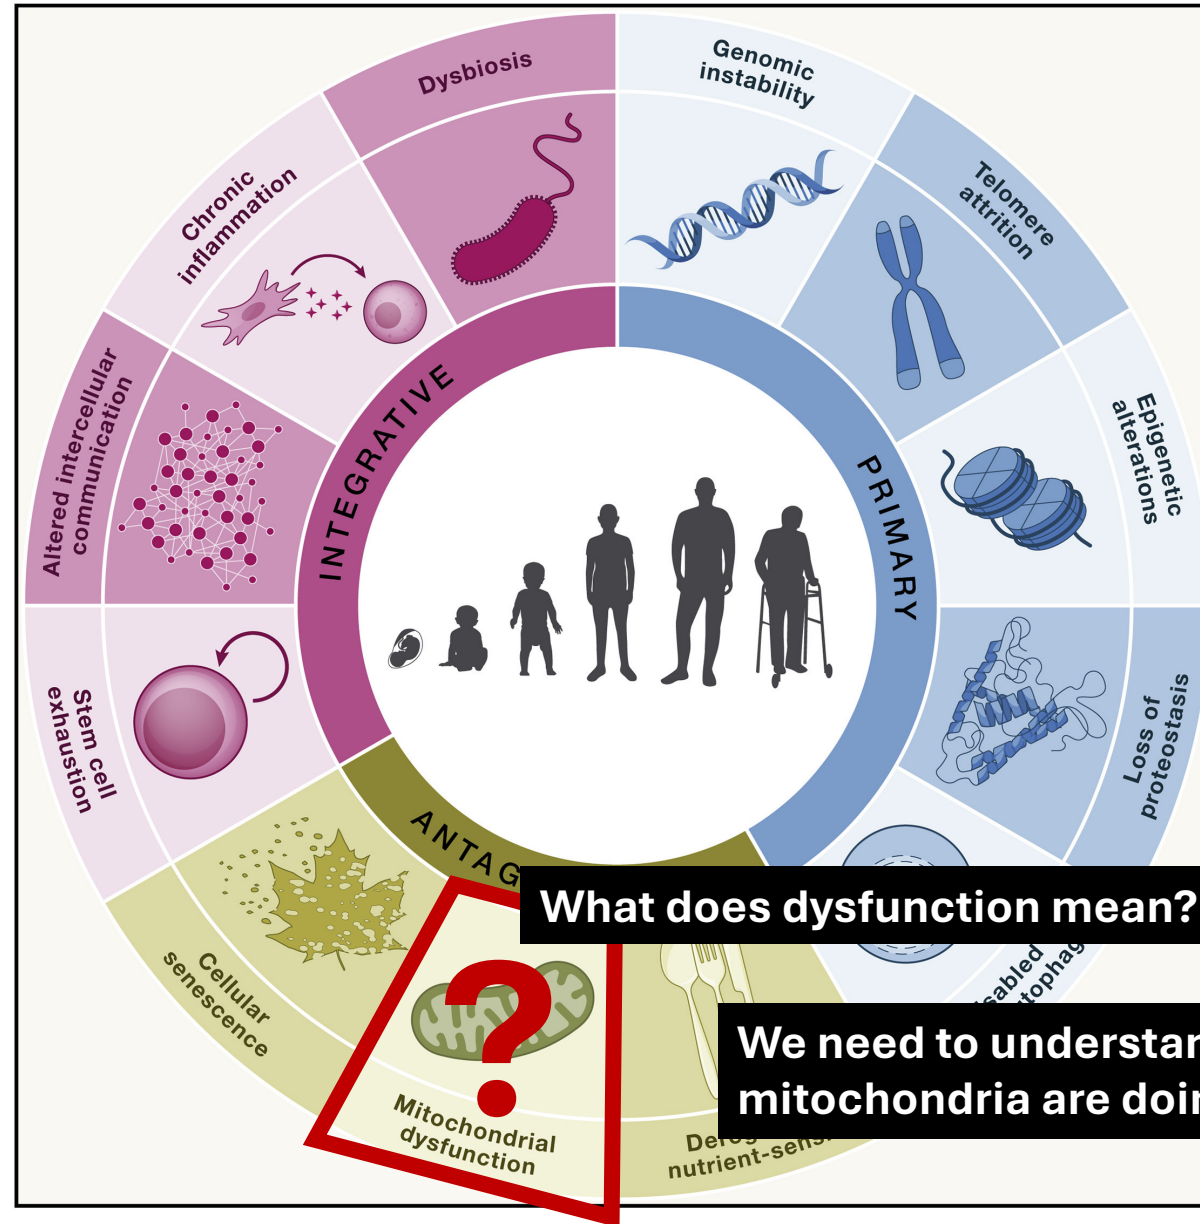 Dysbiosis
Genomic
instability
Telomere
attrition
Epigenetic
alterations
Loss of
proteostasis
Chronic
inflammation
Altered intercellular
communication
Stem cell
exhaustion
Cellular
senescence
Mitochondrial
dysfunction
nutrient-sens
INTEGRATIVE
PRIMARY
ANTAG
?
What does dysfunction mean?
We need to understan
mitochondria are doin